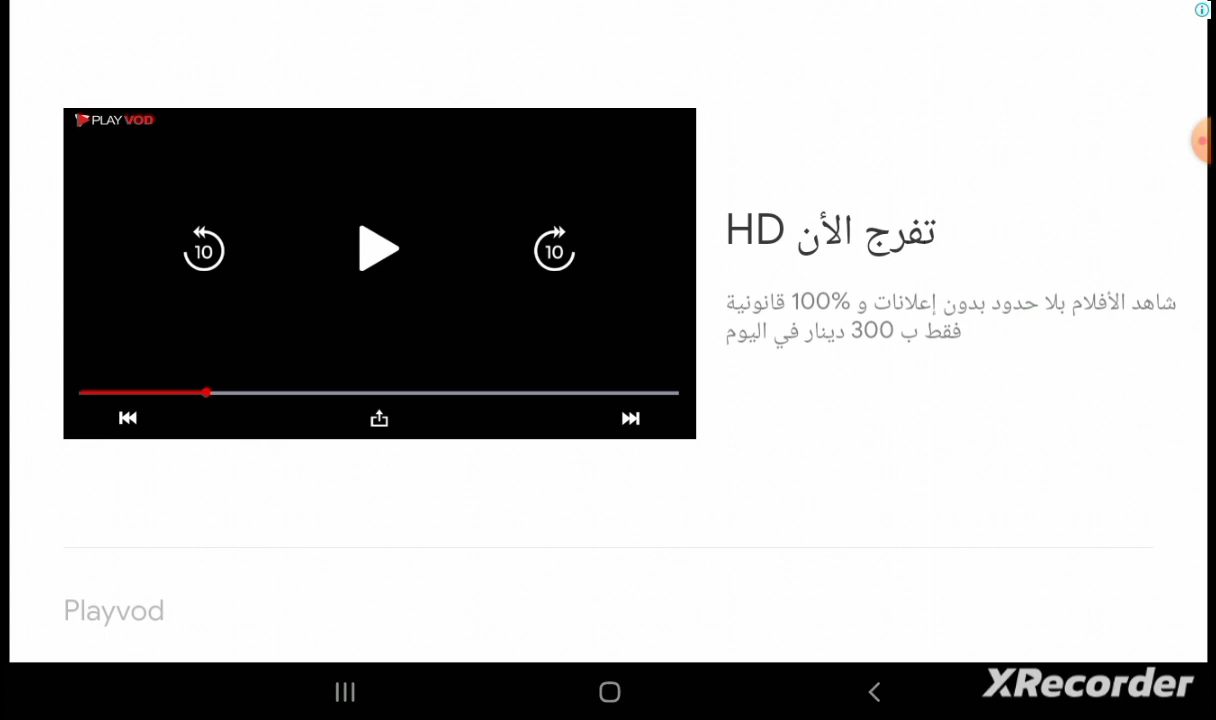 PLAY VOD
10
10
تفرج الأن HD
شاهد الأفلام بلا حدود بدون إعلانات و 100% قانونية
فقط ب 300 دينار في اليوم
Playvod
XRecorder